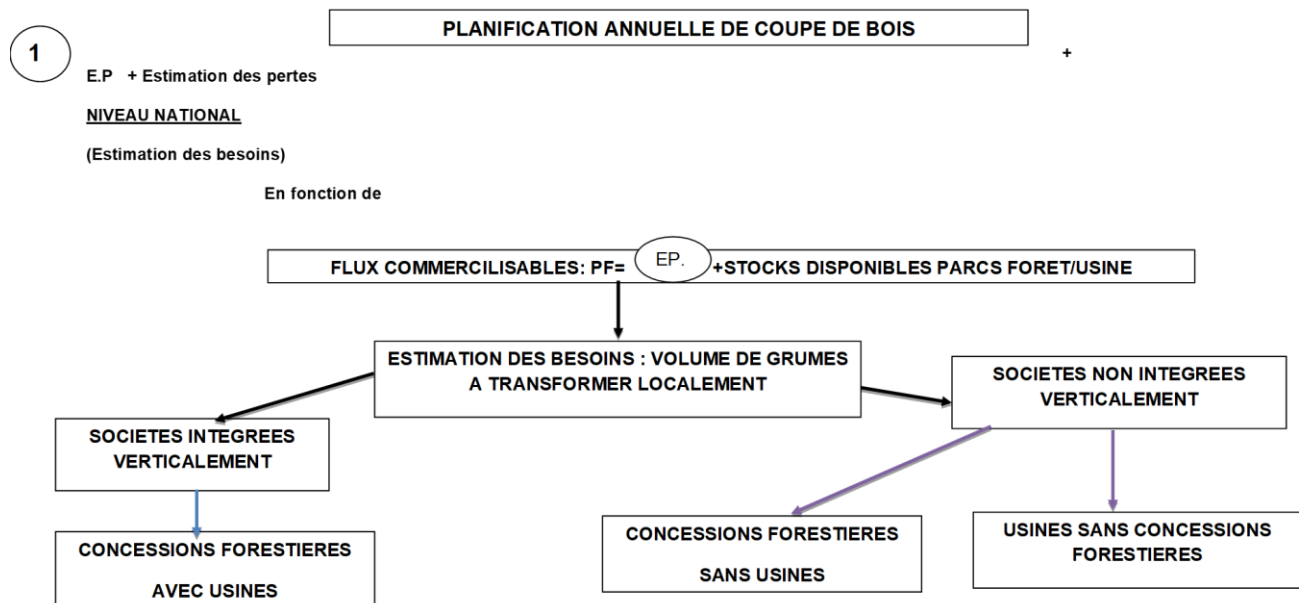 PLANIFICATION ANNUELLE DE COUPE DE BOIS
1
+
E.P + Estimation des pertes
NIVEAU NATIONAL
(Estimation des besoins)
En fonction de
FLUX COMMERCILISABLES: PF= EP. +STOCKS DISPONIBLES PARCS FORET/USINE
ESTIMATION DES BESOINS : VOLUME DE GRUMES
A TRANSFORMER LOCALEMENT
SOCIETES NON INTEGREES
VERTICALEMENT
SOCIETES INTEGREES
VERTICALEMENT
CONCESSIONS FORESTIERES
AVEC USINES
CONCESSIONS FORESTIERES
SANS USINES
USINES SANS CONCESSIONS
FORESTIERES